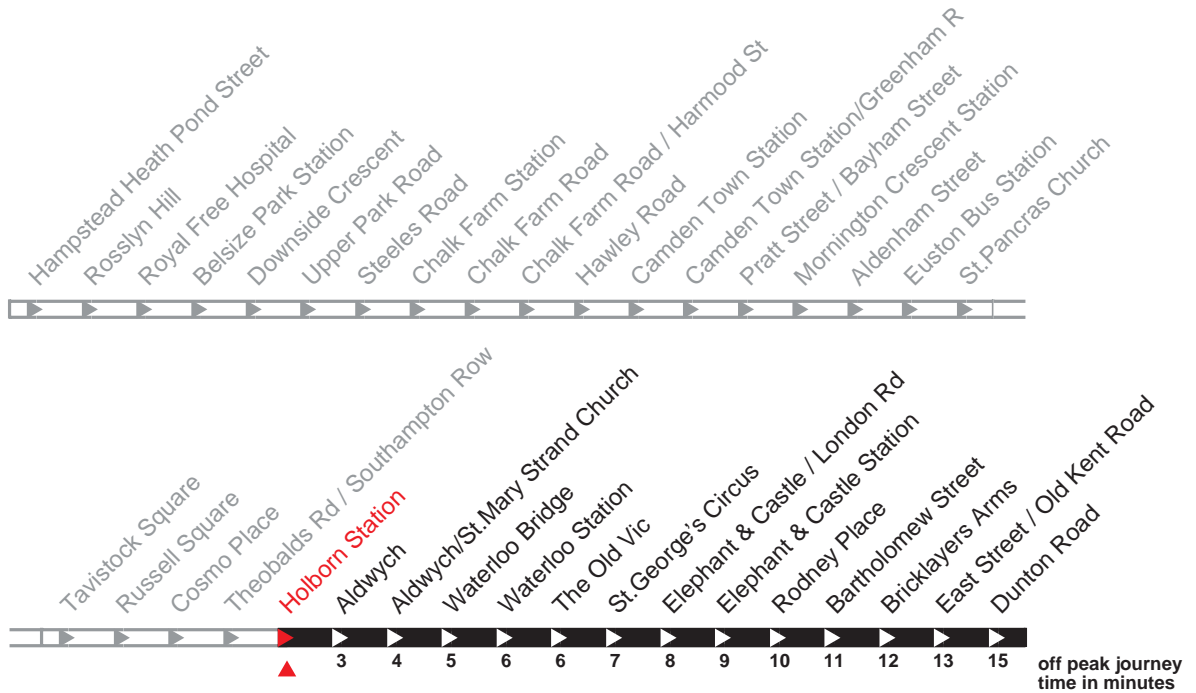 Hampstead Heath Pond Street
Rosslyn Hill
Royal Free Hospital
Belsize Park Station
Downside Crescent
Upper Park Road
Steeles Road
Chalk Farm Station
Chalk Farm Road
Chalk Farm Road / Harmood St
Hawley Road
Camden Town Station
Camden Town Station/Greenham R
Pratt Street / Bayham Street
Mornington Crescent Station
Aldenham Street
Euston Bus Station
St.Pancras Church
Tavistock Square
Russell Square
Cosmo Place
Theobalds Rd / Southampton Row
Holborn Station
Aldwych
Aldwych/St.Mary Strand Church
Waterloo Bridge
Waterloo Station
The Old Vic
St.George's Circus
Elephant & Castle / London Rd
Elephant & Castle Station
Rodney Place
Bartholomew Street
Bricklayers Arms
East Street / Old Kent Road
Dunton Road
3 4 5 6 6 7 8 9 10 11 12 13 15
off peak journey
time in minutes